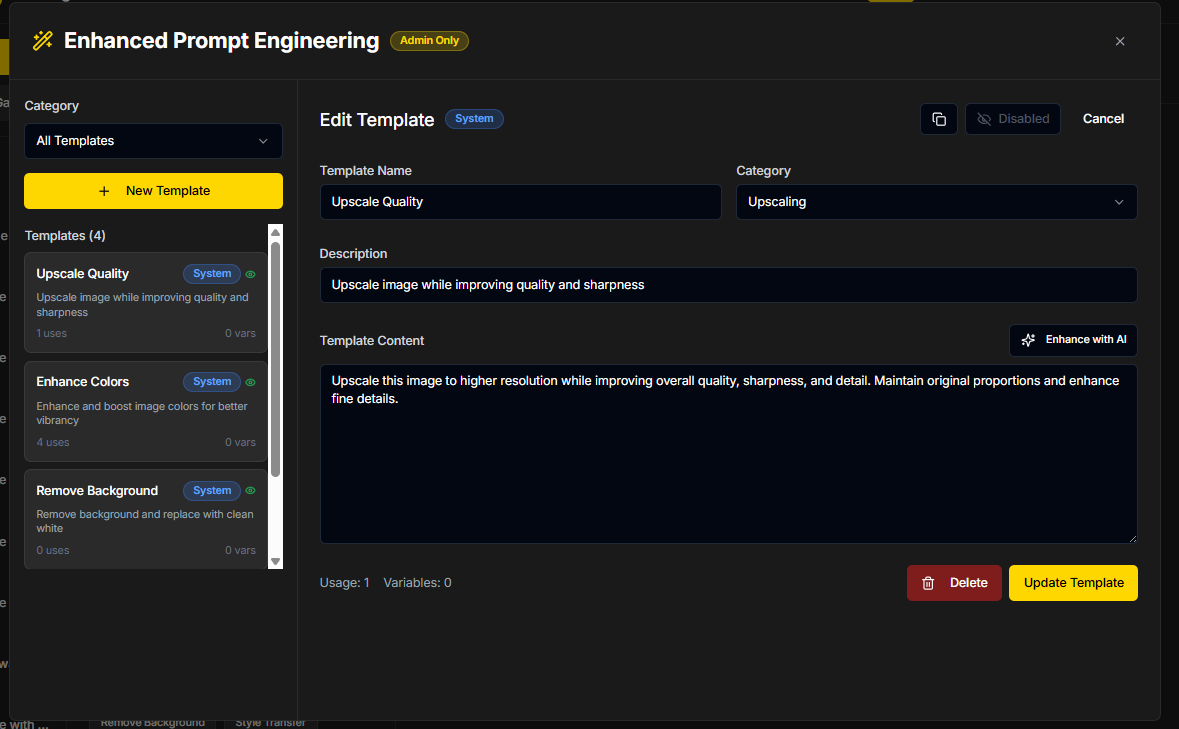 Enhanced Prompt Engineering
Admin Only
Category
All Templates
New Template
Templates (4)
Upscale Quality
System
Upscale image while improving quality and
sharpness
1 uses
0 vars
Enhance Colors
System
Enhance and boost image colors for better
vibrancy
4 uses
0 vars
Remove Background
System
Remove background and replace with clean
white
0 uses
0 vars
Edit Template
System
Disabled
Cancel
Template Name
Category
Upscale Quality
Upscaling
Description
Upscale image while improving quality and sharpness
Template Content
Enhance with AI
Upscale this image to higher resolution while improving overall quality, sharpness, and detail. Maintain original proportions and enhance
fine details.
Usage: 1
Variables: 0
Delete
Update Template
with ...
Remove Background
Style Transfer